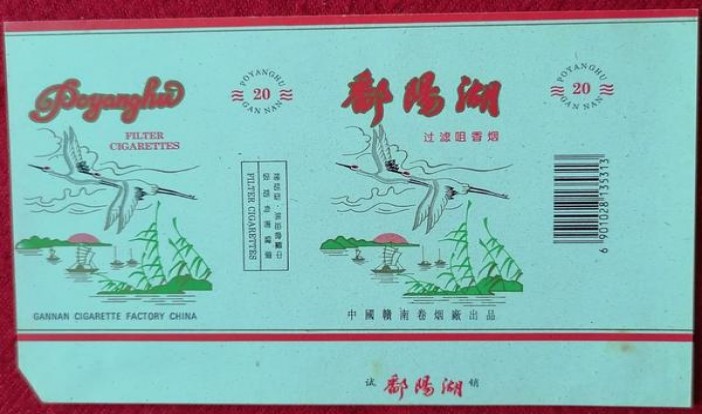 Poyanghu
FILTER
CIGARETTES
GANNAN CIGARETTE FACTORY CHINA
POYANGHU
20
GAN NAN
FILTER CIGARETTES
鄱陽湖
过滤咀香烟
中國贛南卷烟廠出品
POYANGHU
20
GAN NAN
6 901028 135313
试 鄱陽湖 销